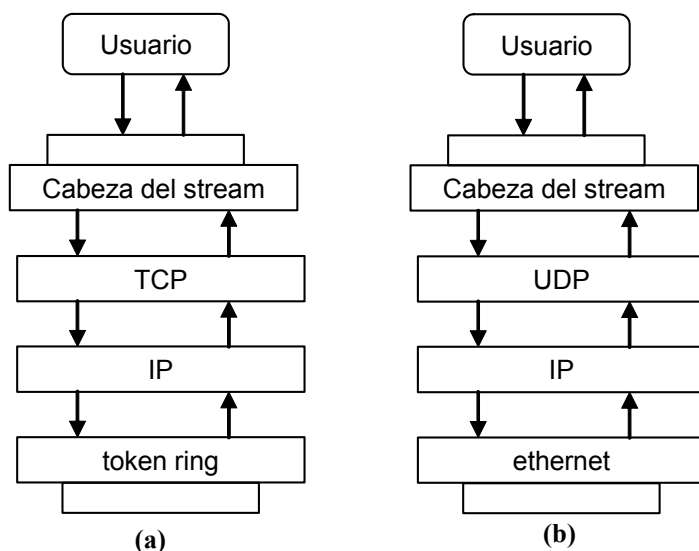 Usuario
Cabeza del stream
TCP
IP
token ring
(a)
Usuario
Cabeza del stream
UDP
IP
ethernet
(b)